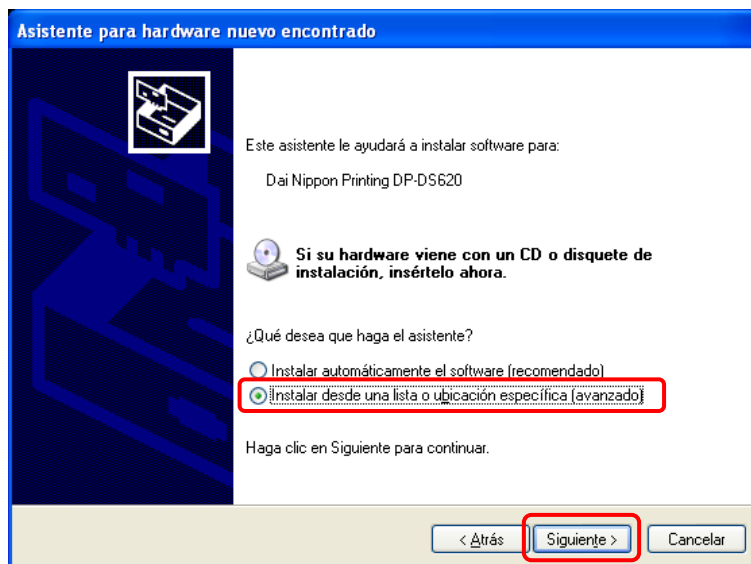 Asistente para hardware nuevo encontrado
Este asistente le ayudará a instalar software para:
Dai Nippon Printing DP-DS620
Si su hardware viene con un CD o disquete de
instalación, insértelo ahora.
¿Qué desea que haga el asistente?
Instalar automáticamente el software (recomendado)
Instalar desde una lista o ubicación específica (avanzado)
Haga clic en Siguiente para continuar.
< Atrás Siguiente > Cancelar